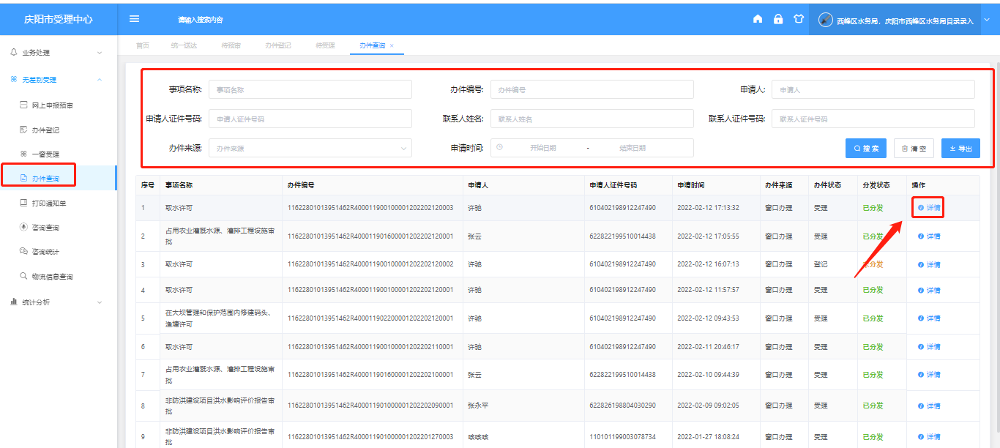 庆阳市受理中心
请输入搜索内容
西峰区水务局，庆阳市西峰区水务局目录录入
首页 统一送达 待预审 办件登记 待受理 办件查询 ×
业务处理
无差别受理
网上申报预审
办件登记
一窗受理
办件查询
打印通知单
咨询查询
咨询统计
物流信息查询
统计分析
事项名称: 事项名称 办件编号: 办件编号 申请人: 申请人
申请人证件号码: 申请人证件号码 联系人姓名: 联系人姓名 联系人证件号码: 联系人证件号码
办件来源: 办件来源 申请时间: 开始日期 - 结束日期 搜索 清空 导出
序号 事项名称 办件编号 申请人 申请人证件号码 申请时间 办件来源 办件状态 分发状态 操作
1 取水许可 11622801013951462R400011900100001202202120003 许驰 610402198912247490 2022-02-12 17:13:32 窗口办理 受理 已分发 详情
2 占用农业灌溉水源、灌排工程设施审批 11622801013951462R400011901600001202202120001 张云 622822199510014438 2022-02-12 17:05:55 窗口办理 受理 已分发 详情
3 取水许可 11622801013951462R400011900100001202202120002 许驰 610402198912247490 2022-02-12 16:07:13 窗口办理 登记 未分发 详情
4 取水许可 11622801013951462R400011900100001202202120001 许驰 610402198912247490 2022-02-12 11:57:57 窗口办理 受理 已分发 详情
5 在大坝管理和保护范围内修建码头、渔塘许可 11622801013951462R400011902200001202202120001 许驰 610402198912247490 2022-02-12 09:43:53 窗口办理 受理 已分发 详情
6 取水许可 11622801013951462R400011900100001202202110001 许驰 610402198912247490 2022-02-11 20:46:17 窗口办理 受理 已分发 详情
7 占用农业灌溉水源、灌排工程设施审批 11622801013951462R400011901600001202202100001 张云 622822199510014438 2022-02-10 09:44:39 窗口办理 受理 已分发 详情
8 非防洪建设项目洪水影响评价报告审批 11622801013951462R400011901000001202202090001 张永平 622826198804030290 2022-02-09 09:02:05 窗口办理 受理 已分发 详情
9 非防洪建设项目洪水影响评价报告审批 11622801013951462R400011901000001202201270003 咳咳咳 110101199003078734 2022-01-27 18:08:24 窗口办理 受理 已分发 详情